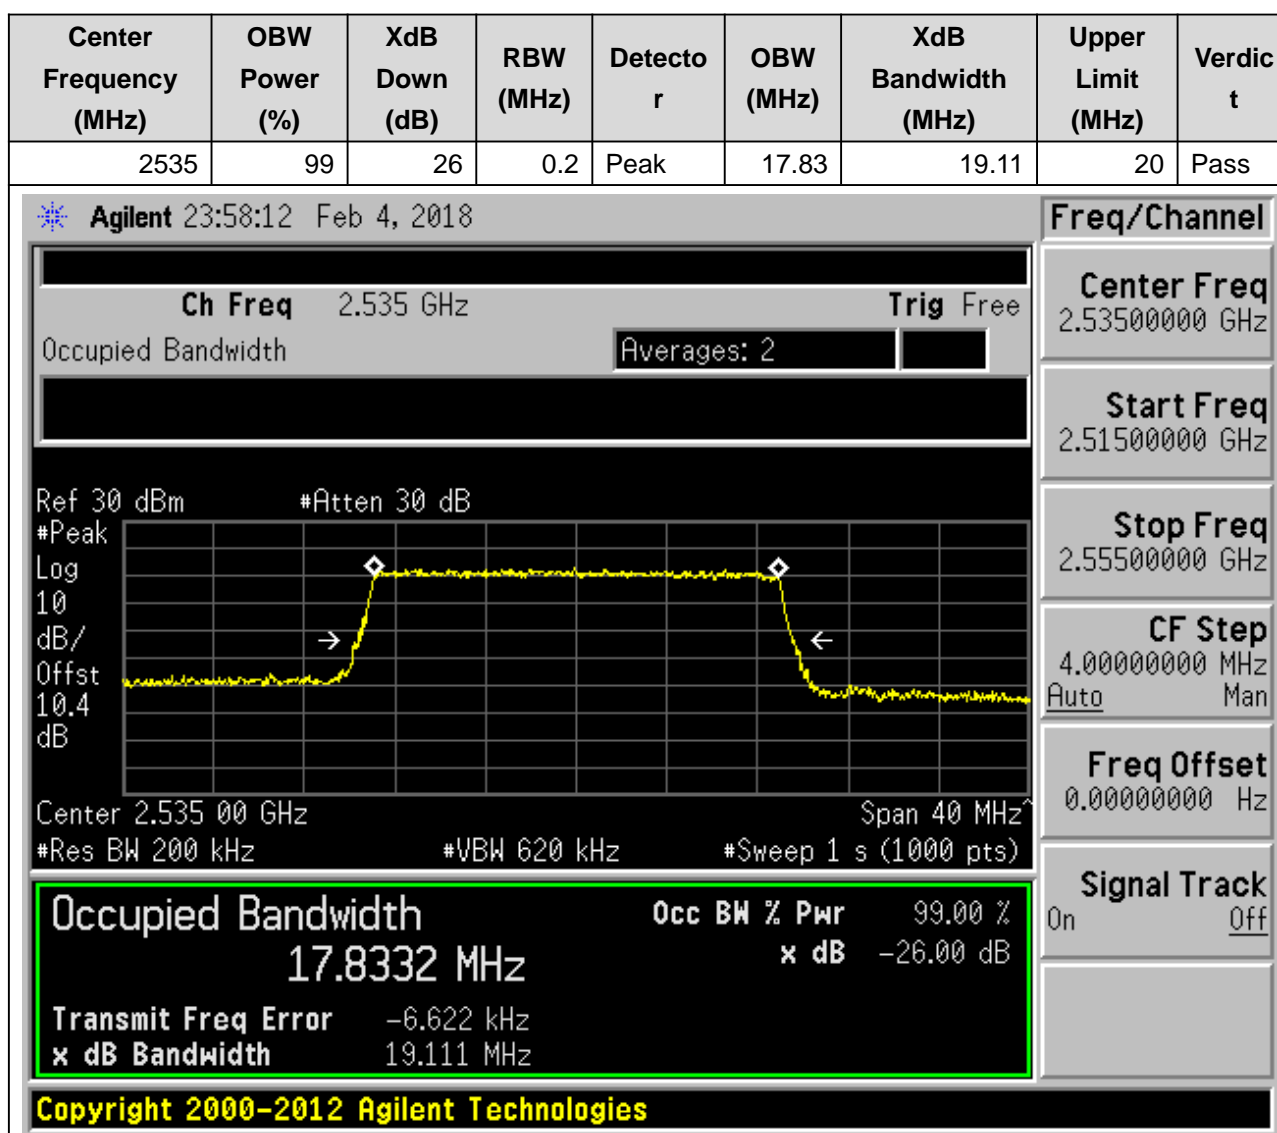 Center Frequency (MHz) OBW Power (%) XdB Down (dB) RBW (MHz) Detecto r OBW (MHz) XdB Bandwidth (MHz) Upper Limit (MHz) Verdic t
2535 99 26 0.2 Peak 17.83 19.11 20 Pass
Agilent 23:58:12 Feb 4, 2018 Freq/Channel
Ch Freq 2.535 GHz Trig Free
Occupied Bandwidth Averages: 2
Center Freq
2.53500000 GHz
Start Freq
2.51500000 GHz
Stop Freq
2.55500000 GHz
CF Step
4.00000000 MHz
Auto Man
Freq Offset
0.00000000 Hz
Signal Track
On Off
Ref 30 dBm #Atten 30 dB
#Peak
Log
10
dB/
Offst
10.4
dB
Center 2.535 00 GHz Span 40 MHz^
#Res BW 200 kHz #VBW 620 kHz #Sweep 1 s (1000 pts)
Occupied Bandwidth Occ BW % Pwr 99.00 %
17.8332 MHz x dB -26.00 dB
Transmit Freq Error -6.622 kHz
x dB Bandwidth 19.111 MHz
Copyright 2000-2012 Agilent Technologies